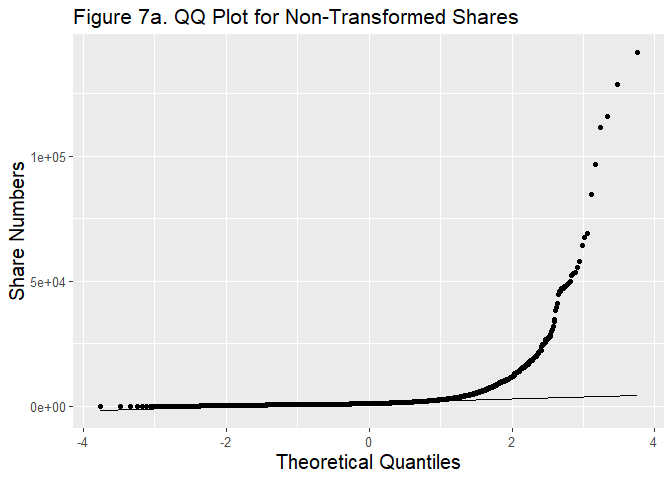 Figure 7a. QQ Plot for Non-Transformed Shares
Share Numbers
1e+05
5e+04
0e+00
-4 -2 0 2 4
Theoretical Quantiles